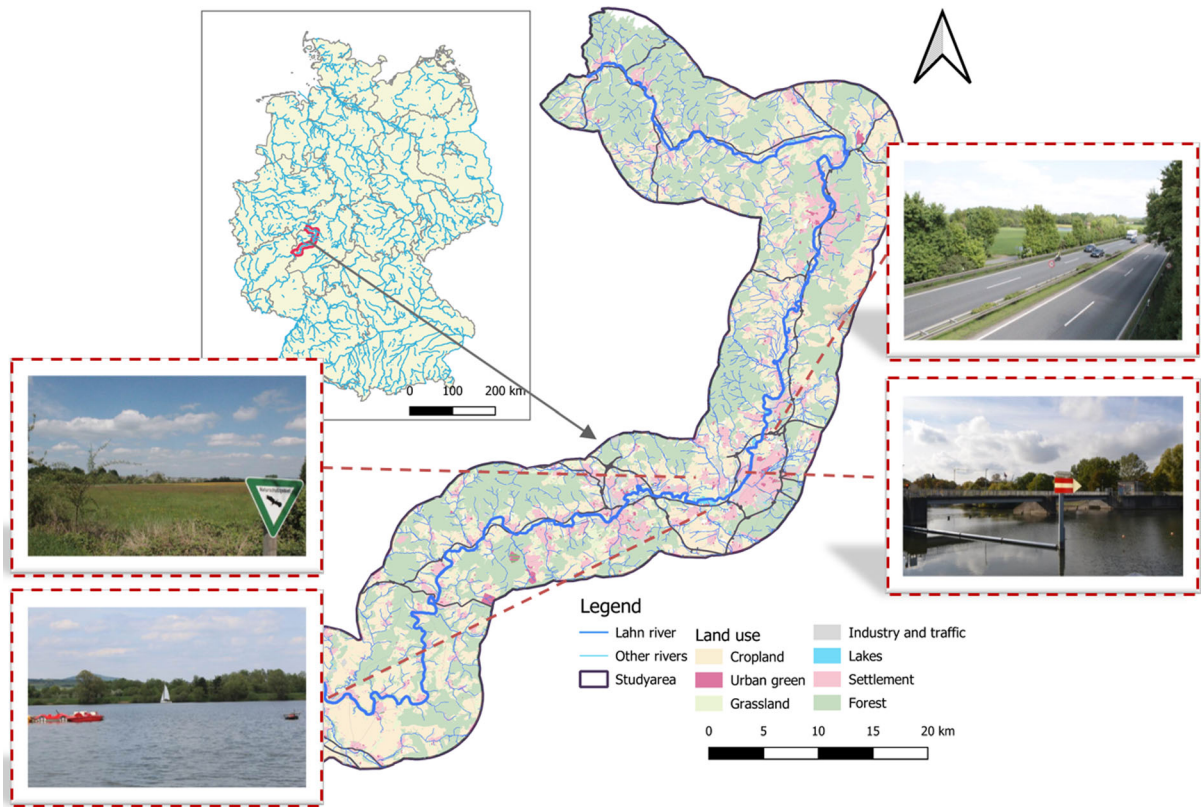 0 100 200 km
Naturschutzgebiet
Legend
Lahn river
Other rivers
Studyarea
Land use
Cropland
Urban green
Grassland
Industry and traffic
Lakes
Settlement
Forest
0 5 10 15 20 km